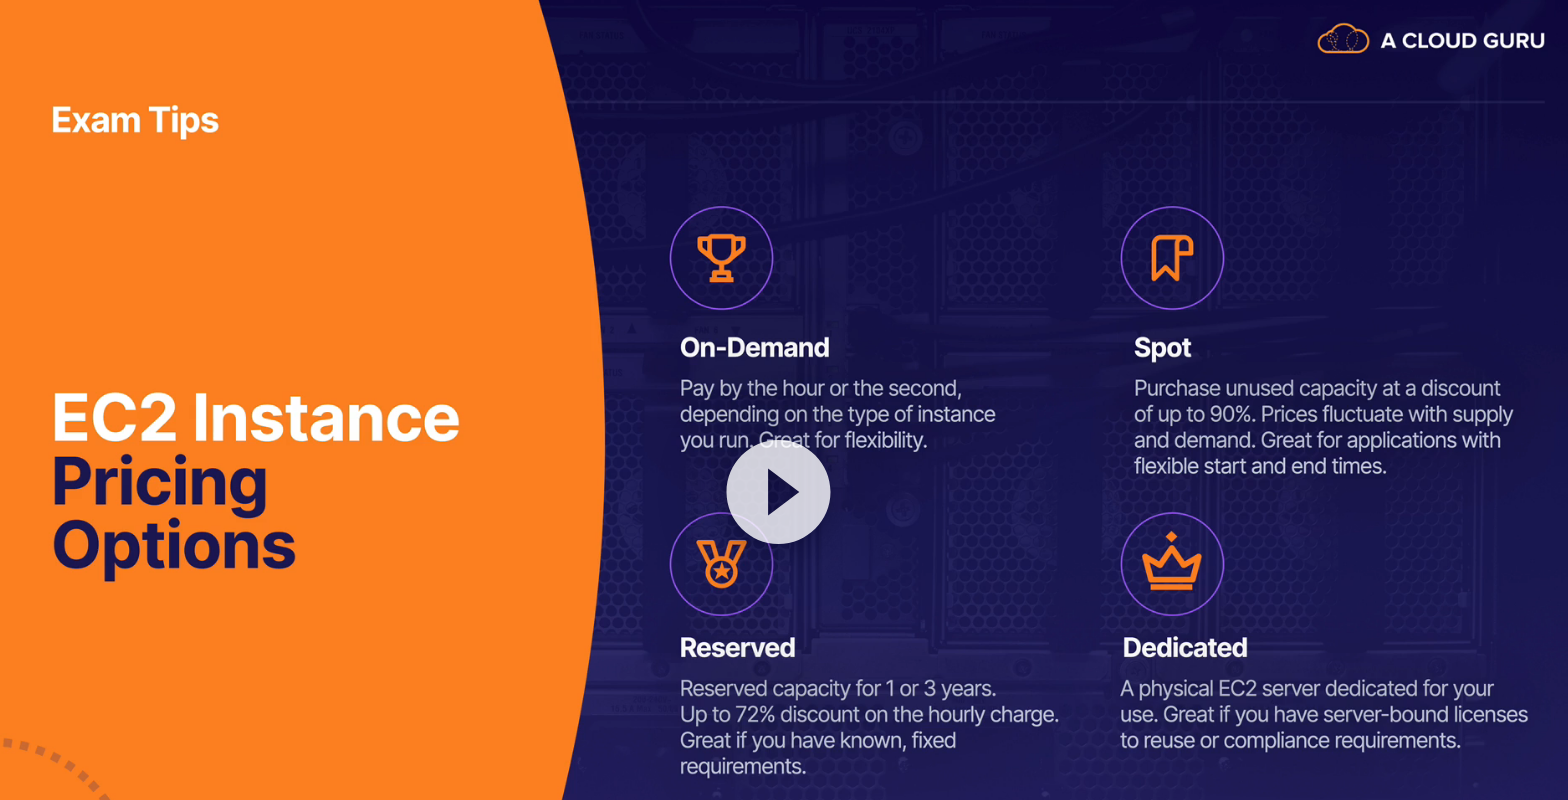 A CLOUD GURU
Exam Tips
EC2 Instance
Pricing
Options
On-Demand
Pay by the hour or the second,
depending on the type of instance
you run. Great for flexibility.
Spot
Purchase unused capacity at a discount
of up to 90%. Prices fluctuate with supply
and demand. Great for applications with
flexible start and end times.
Reserved
Reserved capacity for 1 or 3 years.
Up to 72% discount on the hourly charge.
Great if you have known, fixed
requirements.
Dedicated
A physical EC2 server dedicated for your
use. Great if you have server-bound licenses
to reuse or compliance requirements.